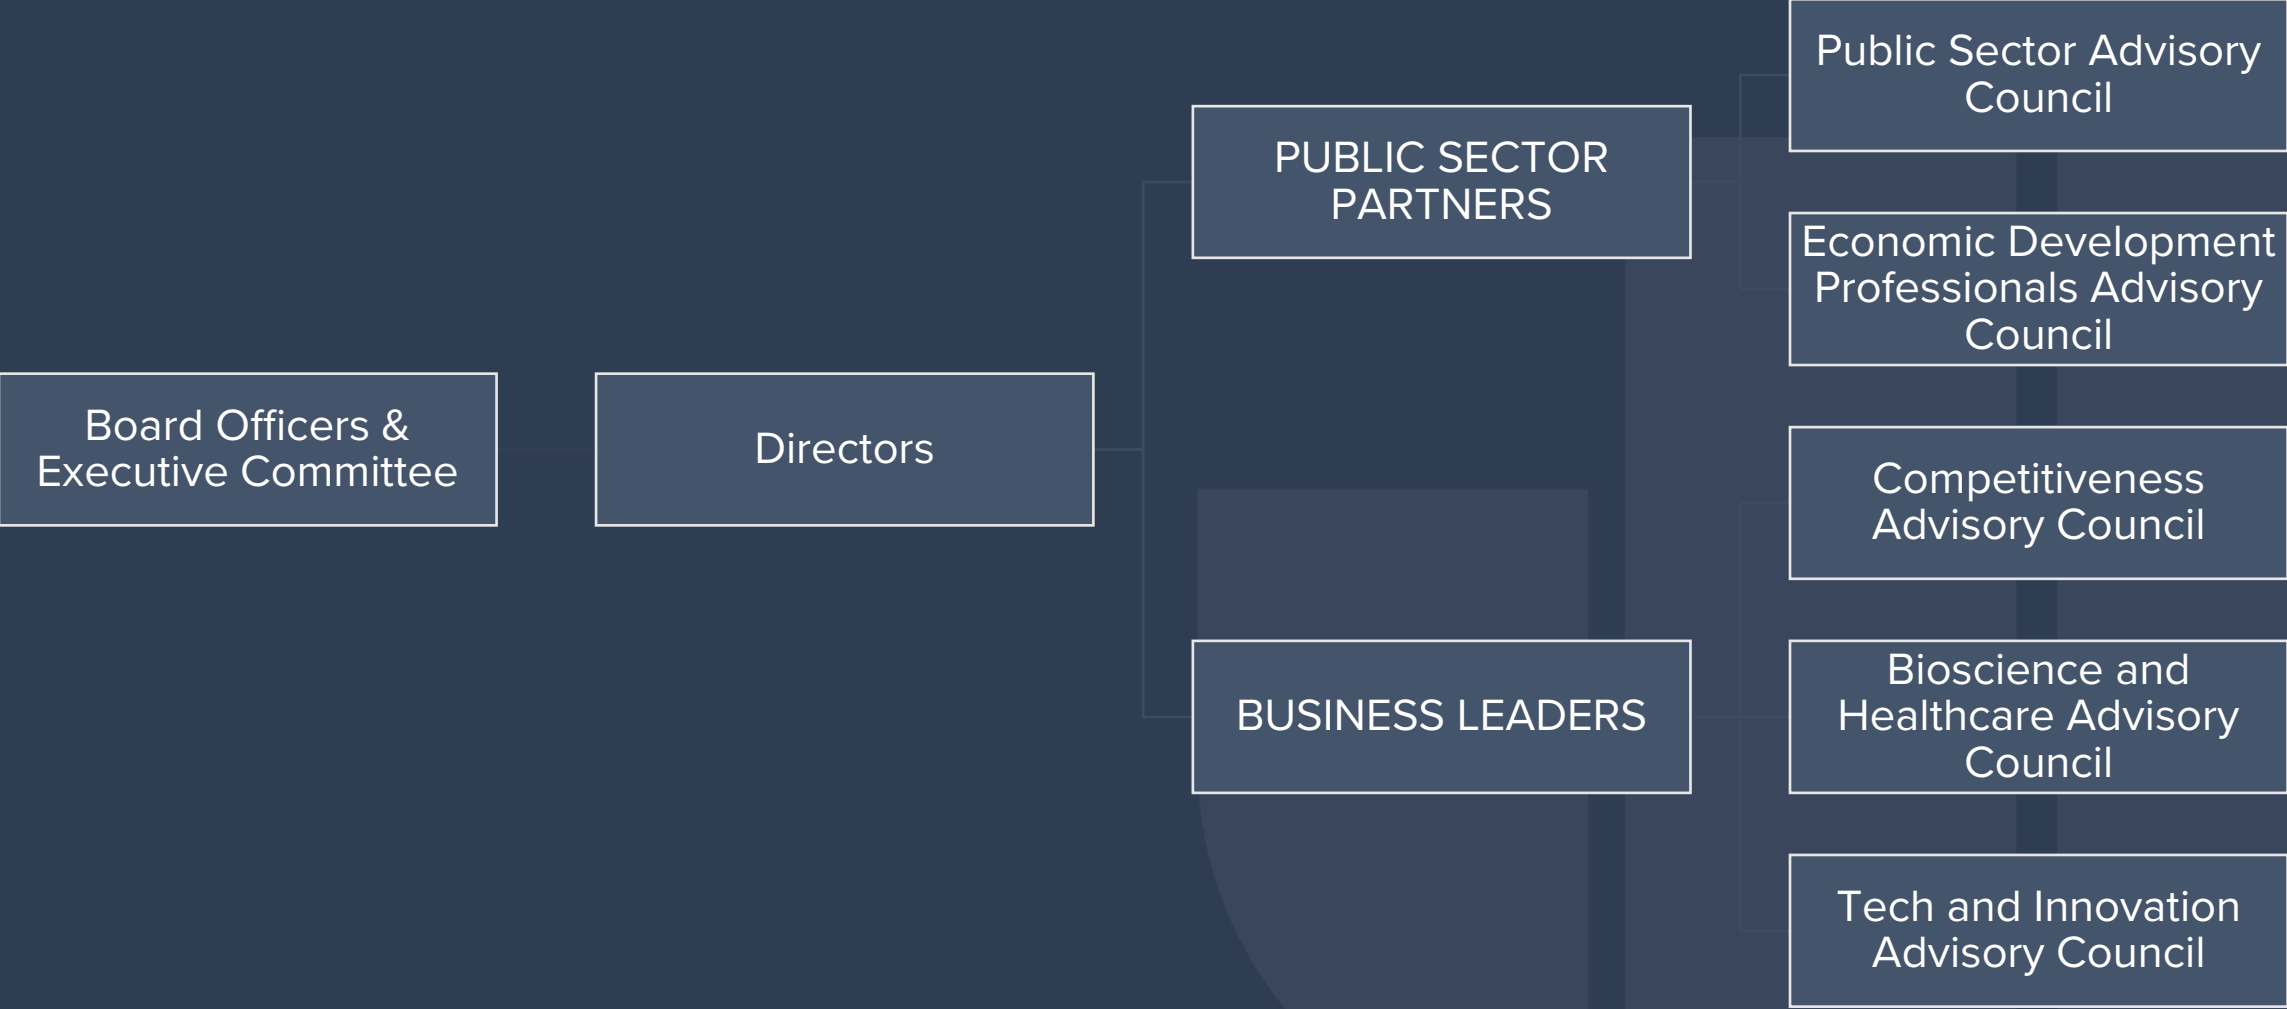 Board Officers &
Executive Committee
Directors
PUBLIC SECTOR
PARTNERS
Public Sector Advisory
Council
Economic Development
Professionals Advisory
Council
BUSINESS LEADERS
Competitiveness
Advisory Council
Bioscience and
Healthcare Advisory
Council
Tech and Innovation
Advisory Council